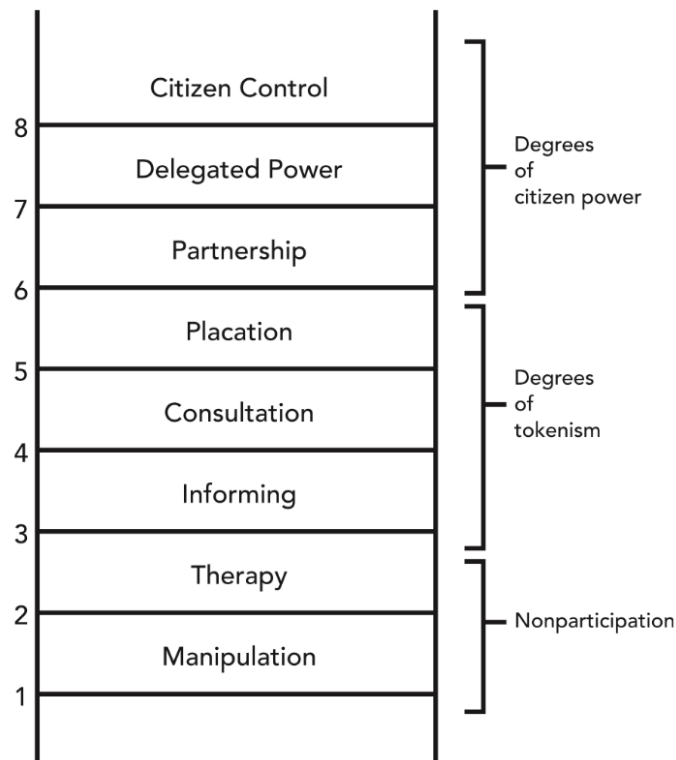 Citizen Control
8
Delegated Power
7
Partnership
6
Placation
5
Consultation
4
Informing
3
Therapy
2
Manipulation
1
Degrees
of
citizen power
Degrees
of
tokenism
Nonparticipation